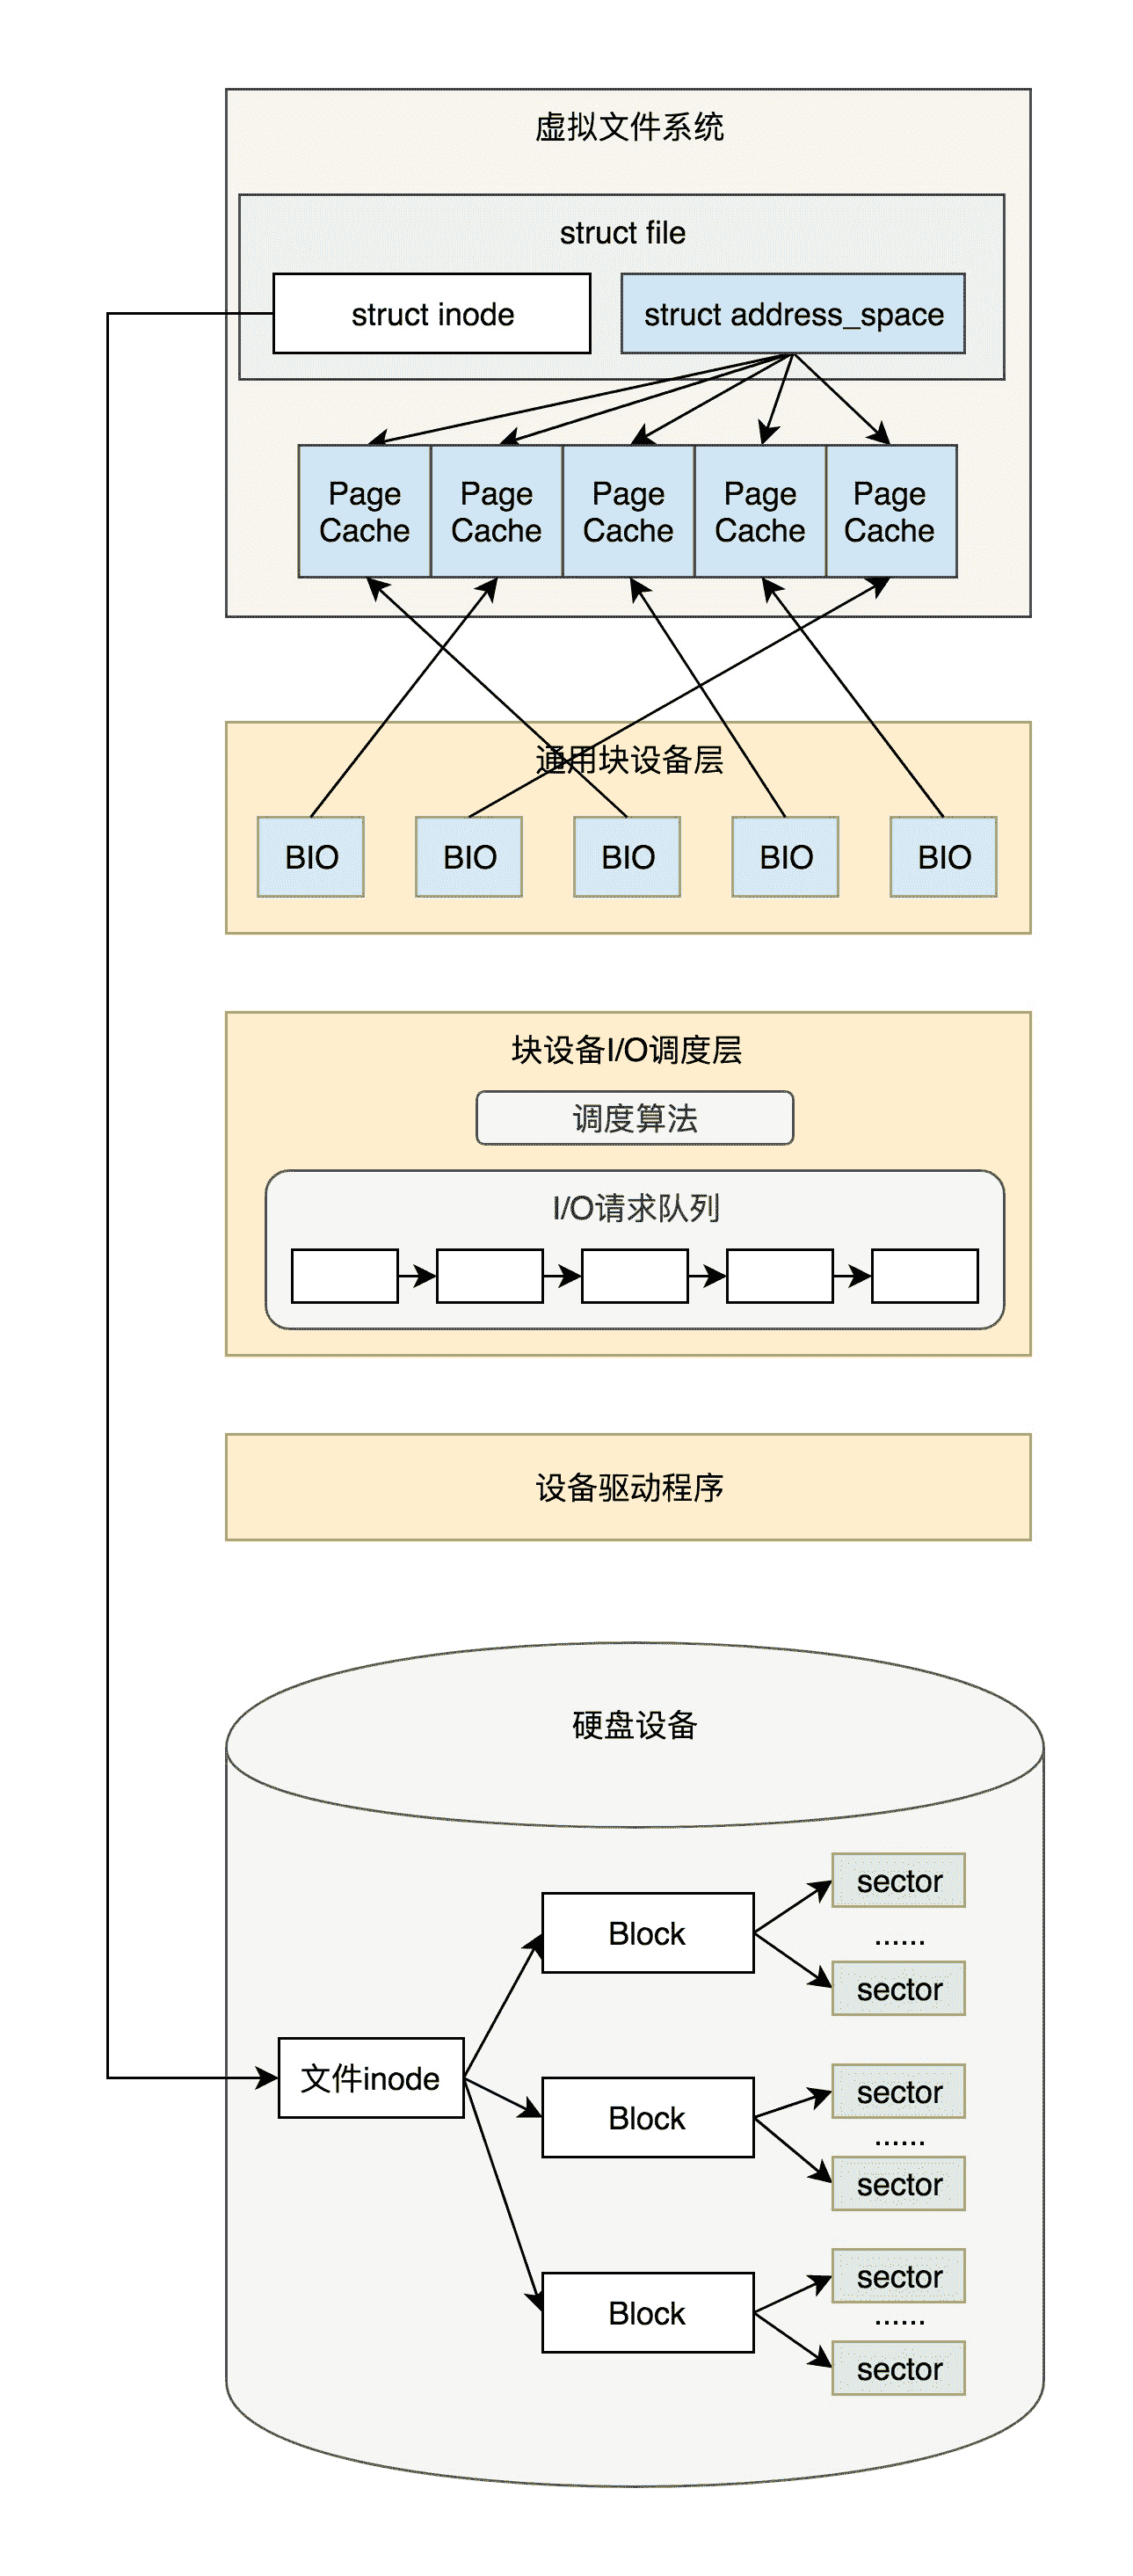 虚拟文件系统
struct file
struct inode
struct address_space
Page Cache
Page Cache
Page Cache
Page Cache
Page Cache
通用块设备层
BIO
BIO
BIO
BIO
BIO
块设备I/O调度层
调度算法
I/O请求队列
设备驱动程序
硬盘设备
sector
Block
......
sector
文件inode
sector
Block
......
sector
sector
Block
......
sector